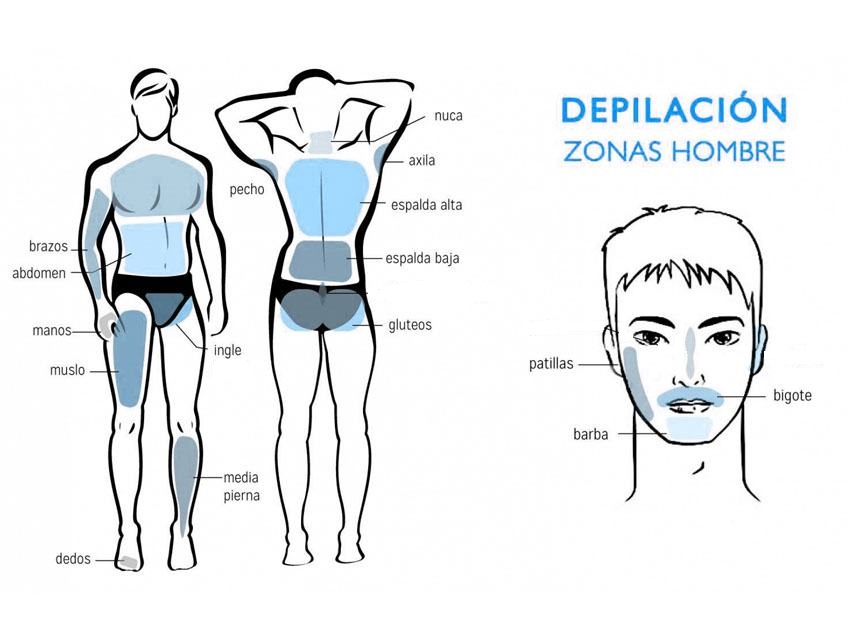 DEPILACIÓN
ZONAS HOMBRE
nuca
axila
pecho
espalda alta
brazos
espalda baja
abdomen
manos
gluteos
ingle
muslo
patillas
bigote
barba
media
pierna
dedos